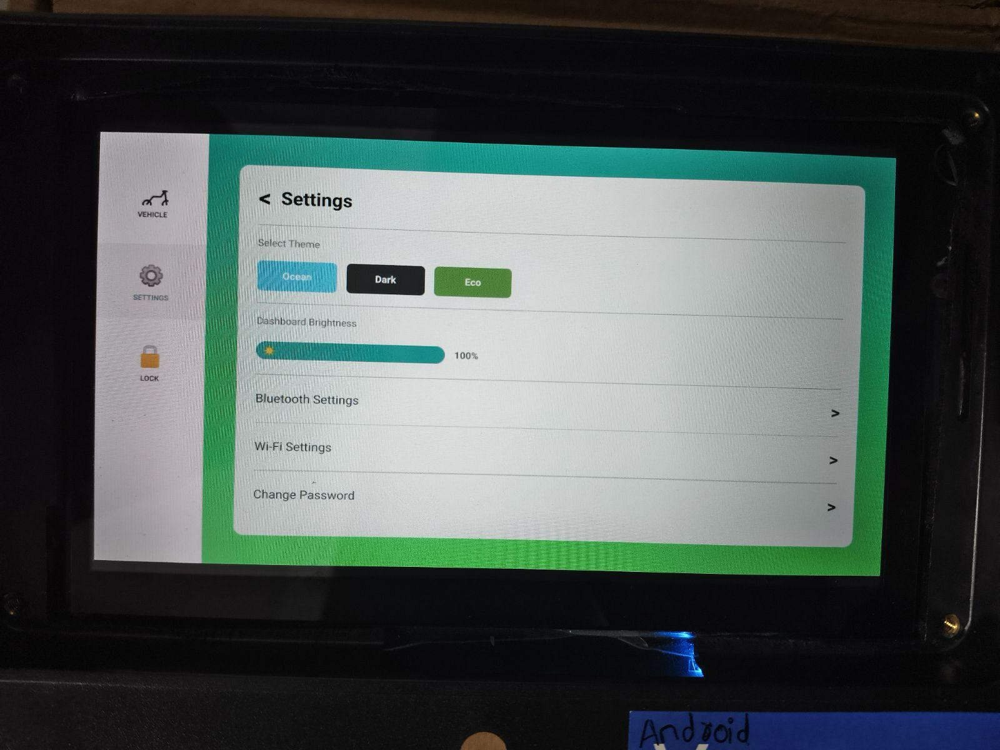 VEHICLE
SETTINGS
LOCK
< Settings
Select Theme
Ocean
Dark
Eco
Dashboard Brightness
100%
Bluetooth Settings
>
Wi-Fi Settings
>
Change Password
>
Android